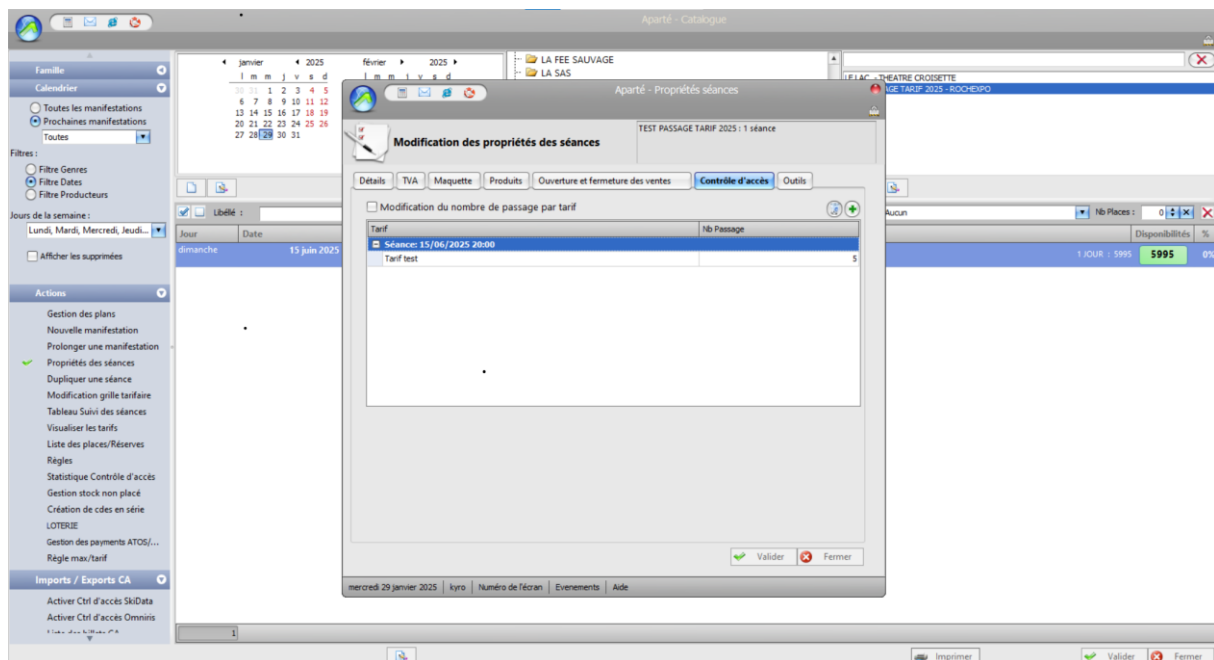 Aparté - Catalogue
Famille
Calendrier
Toutes les manifestations
Prochaines manifestations
Toutes
Filtres :
Filtre Genres
Filtre Dates
Filtre Producteurs
Jours de la semaine :
Lundi, Mardi, Mercredi, Jeudi...
Afficher les supprimées
Actions
Gestion des plans
Nouvelle manifestation
Prolonger une manifestation
Propriétés des séances
Dupliquer une séance
Modification grille tarifaire
Tableau Suivi des séances
Visualiser les tarifs
Liste des places/Réserves
Règles
Statistique Contrôle d'accès
Gestion stock non placé
Création de cdes en série
LOTERIE
Gestion des payments ATOS/...
Règle max/tarif
Imports / Exports CA
Activer Ctrl d'accès SkiData
Activer Ctrl d'accès Omniris
janvier 2025
l m m j v s d
30 31 1 2 3 4 5
6 7 8 9 10 11 12
13 14 15 16 17 18 19
20 21 22 23 24 25 26
27 28 29 30 31
février 2025
l m m j v s d
LA FEE SAUVAGE
LA SAS
THEATRE CROISETTE
TARIF 2025 - ROCHEXPO
Libéllé :
Aucun
Nb Places : 0
Jour Date
Disponibilités %
dimanche 15 juin 2025
1 JOUR : 5995 5995 0%
Aparté - Propriétés séances
Modification des propriétés des séances
TEST PASSAGE TARIF 2025 : 1 séance
Détails TVA Maquette Produits Ouverture et fermeture des ventes Contrôle d'accès Outils
Modification du nombre de passage par tarif
Tarif Nb Passage
Séance: 15/06/2025 20:00
Tarif test 5
Valider Fermer
mercredi 29 janvier 2025 kyro Numéro de l'écran Evenements Aide
1
Imprimer Valider Fermer